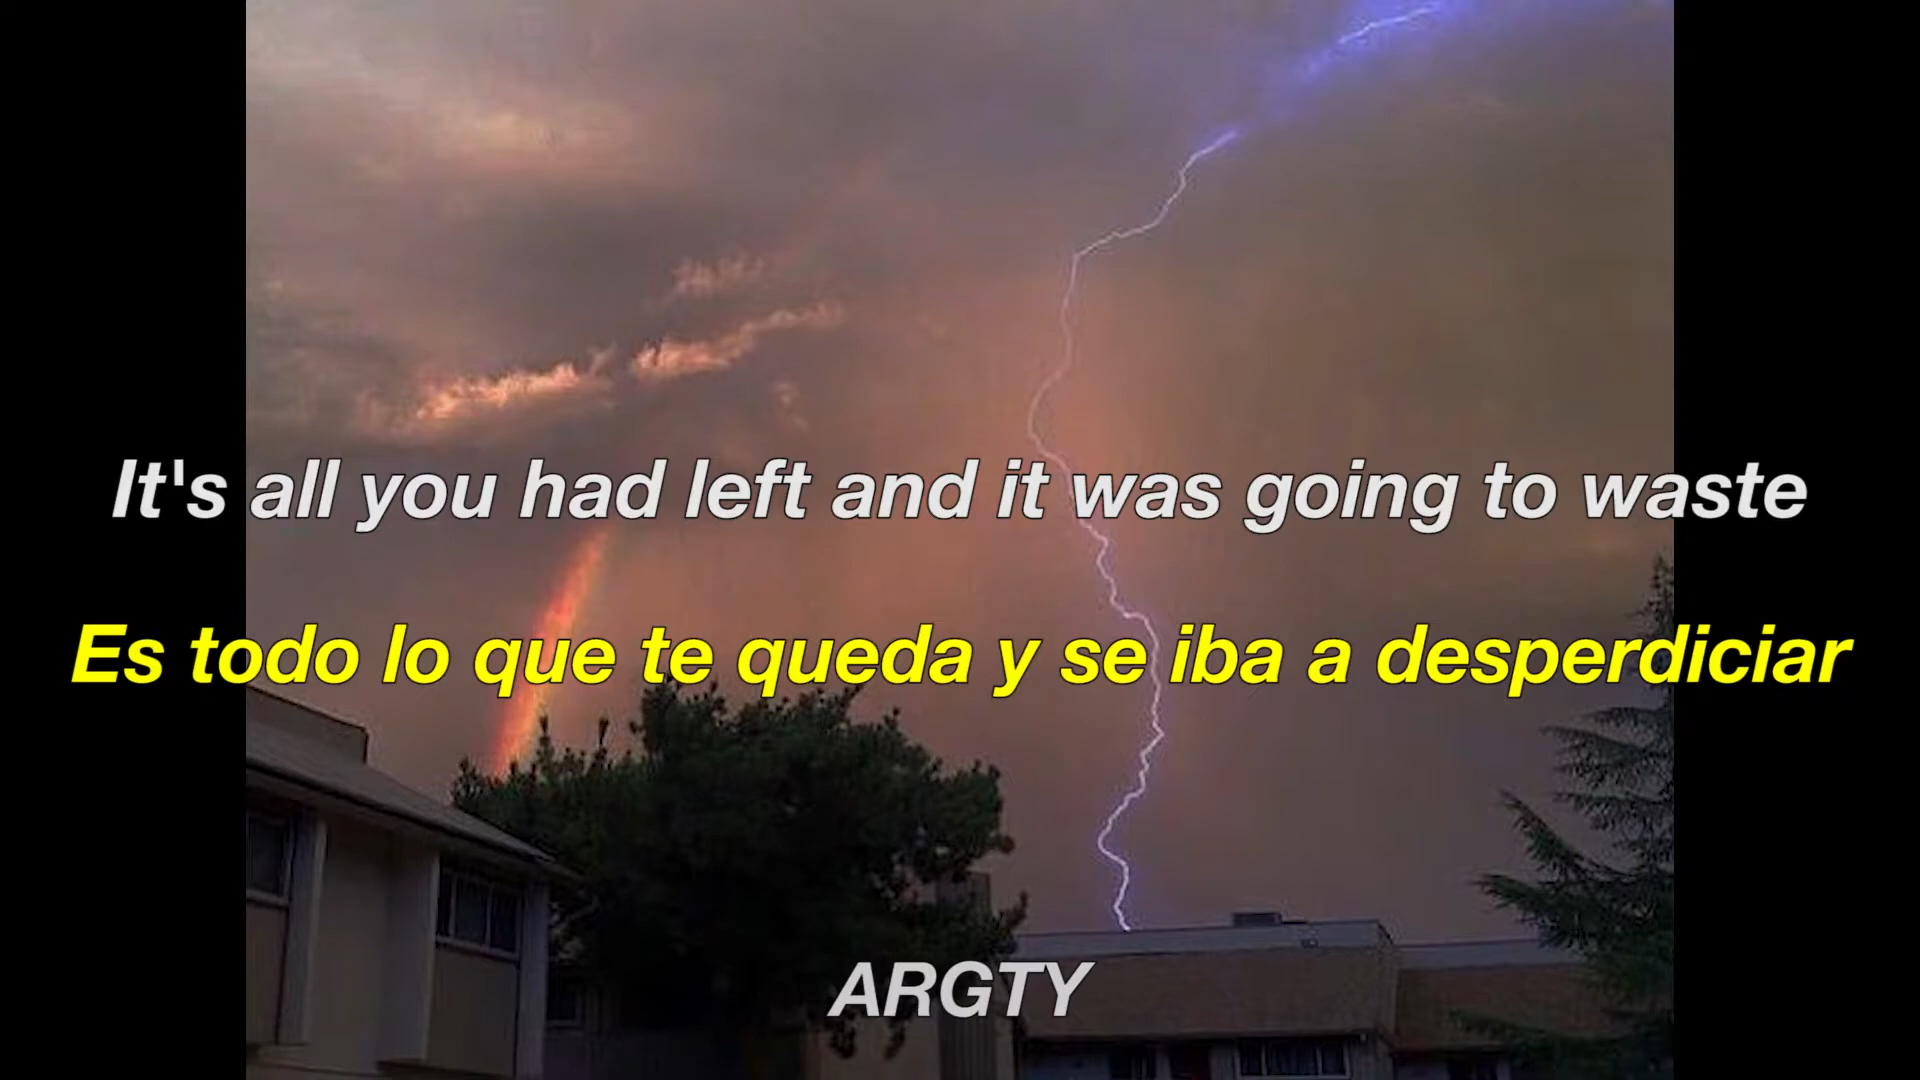 It's all you had left and it was going to waste
Es todo lo que te queda y se iba a desperdiciar
ARGTY